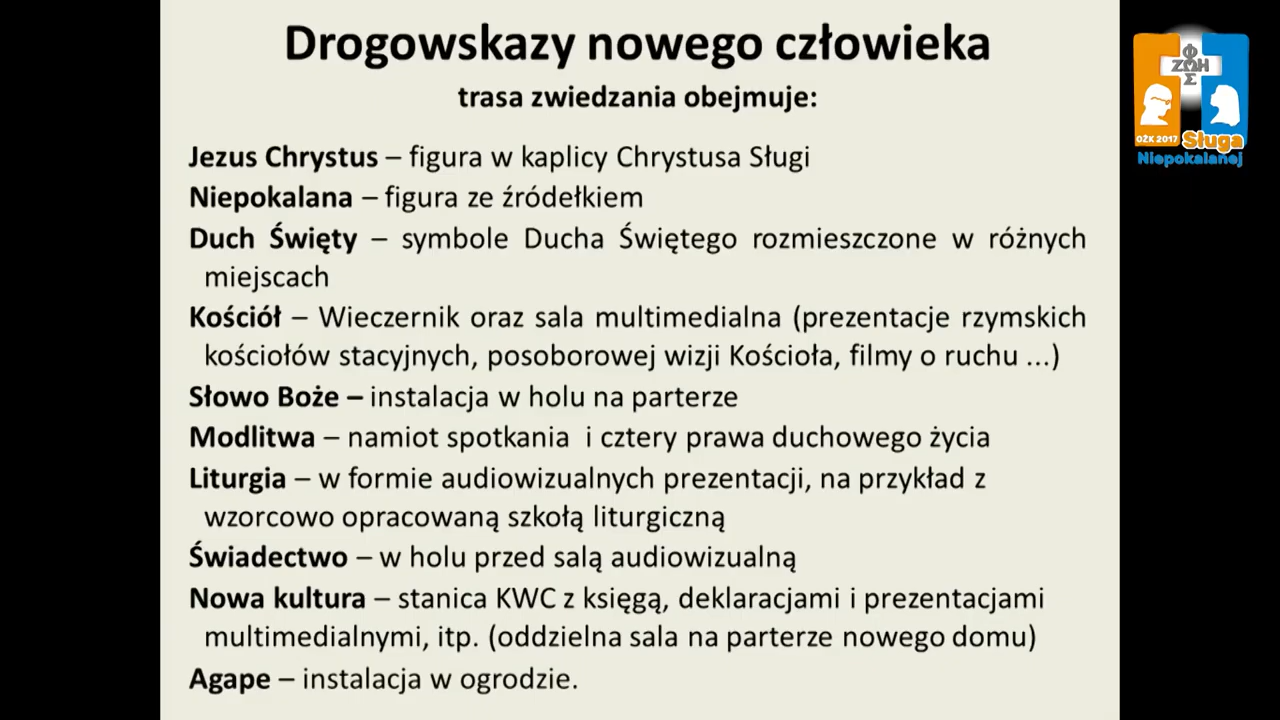 Drogowskazy nowego człowieka
trasa zwiedzania obejmuje:
Jezus Chrystus – figura w kaplicy Chrystusa Sługi
Niepokalana – figura ze źródełkiem
Duch Święty – symbole Ducha Świętego rozmieszczone w różnych
miejscach
Kościół – Wieczernik oraz sala multimedialna (prezentacje rzymskich
kościołów stacyjnych, posoborowej wizji Kościoła, filmy o ruchu ...)
Słowo Boże – instalacja w holu na parterze
Modlitwa – namiot spotkania i cztery prawa duchowego życia
Liturgia – w formie audiowizualnych prezentacji, na przykład z
wzorcowo opracowaną szkołą liturgiczną
Świadectwo – w holu przed salą audiowizualną
Nowa kultura – stanica KWC z księgą, deklaracjami i prezentacjami
multimedialnymi, itp. (oddzielna sala na parterze nowego domu)
Agape – instalacja w ogrodzie.
Φ
ΖΩΗ
Σ
OŻK 2017 Sługa
Niepokalanej